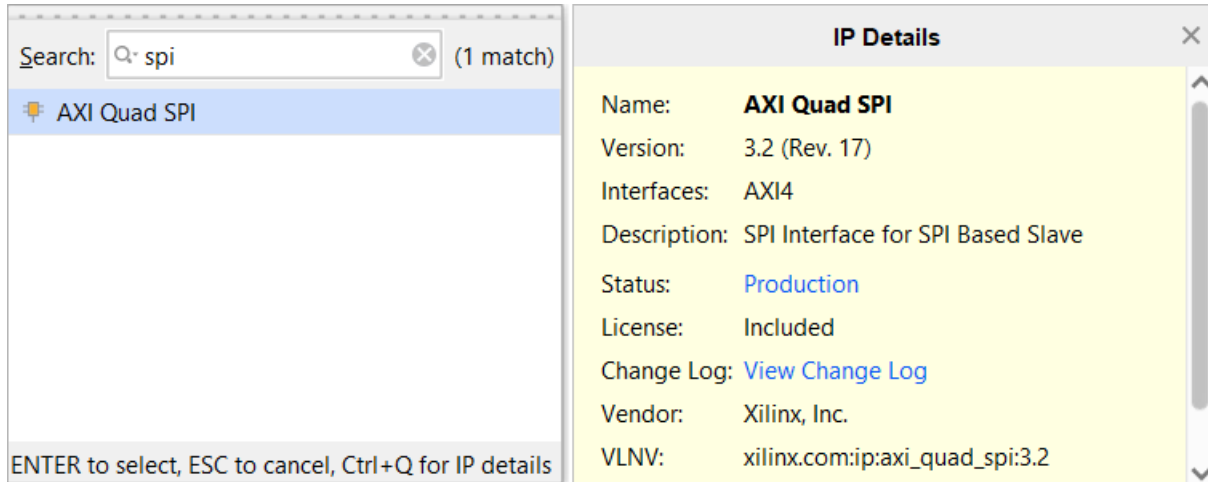 Search: spi (1 match)
AXI Quad SPI
ENTER to select, ESC to cancel, Ctrl+Q for IP details
IP Details
Name: AXI Quad SPI
Version: 3.2 (Rev. 17)
Interfaces: AXI4
Description: SPI Interface for SPI Based Slave
Status: Production
License: Included
Change Log: View Change Log
Vendor: Xilinx, Inc.
VLNV: xilinx.com:ip:axi_quad_spi:3.2